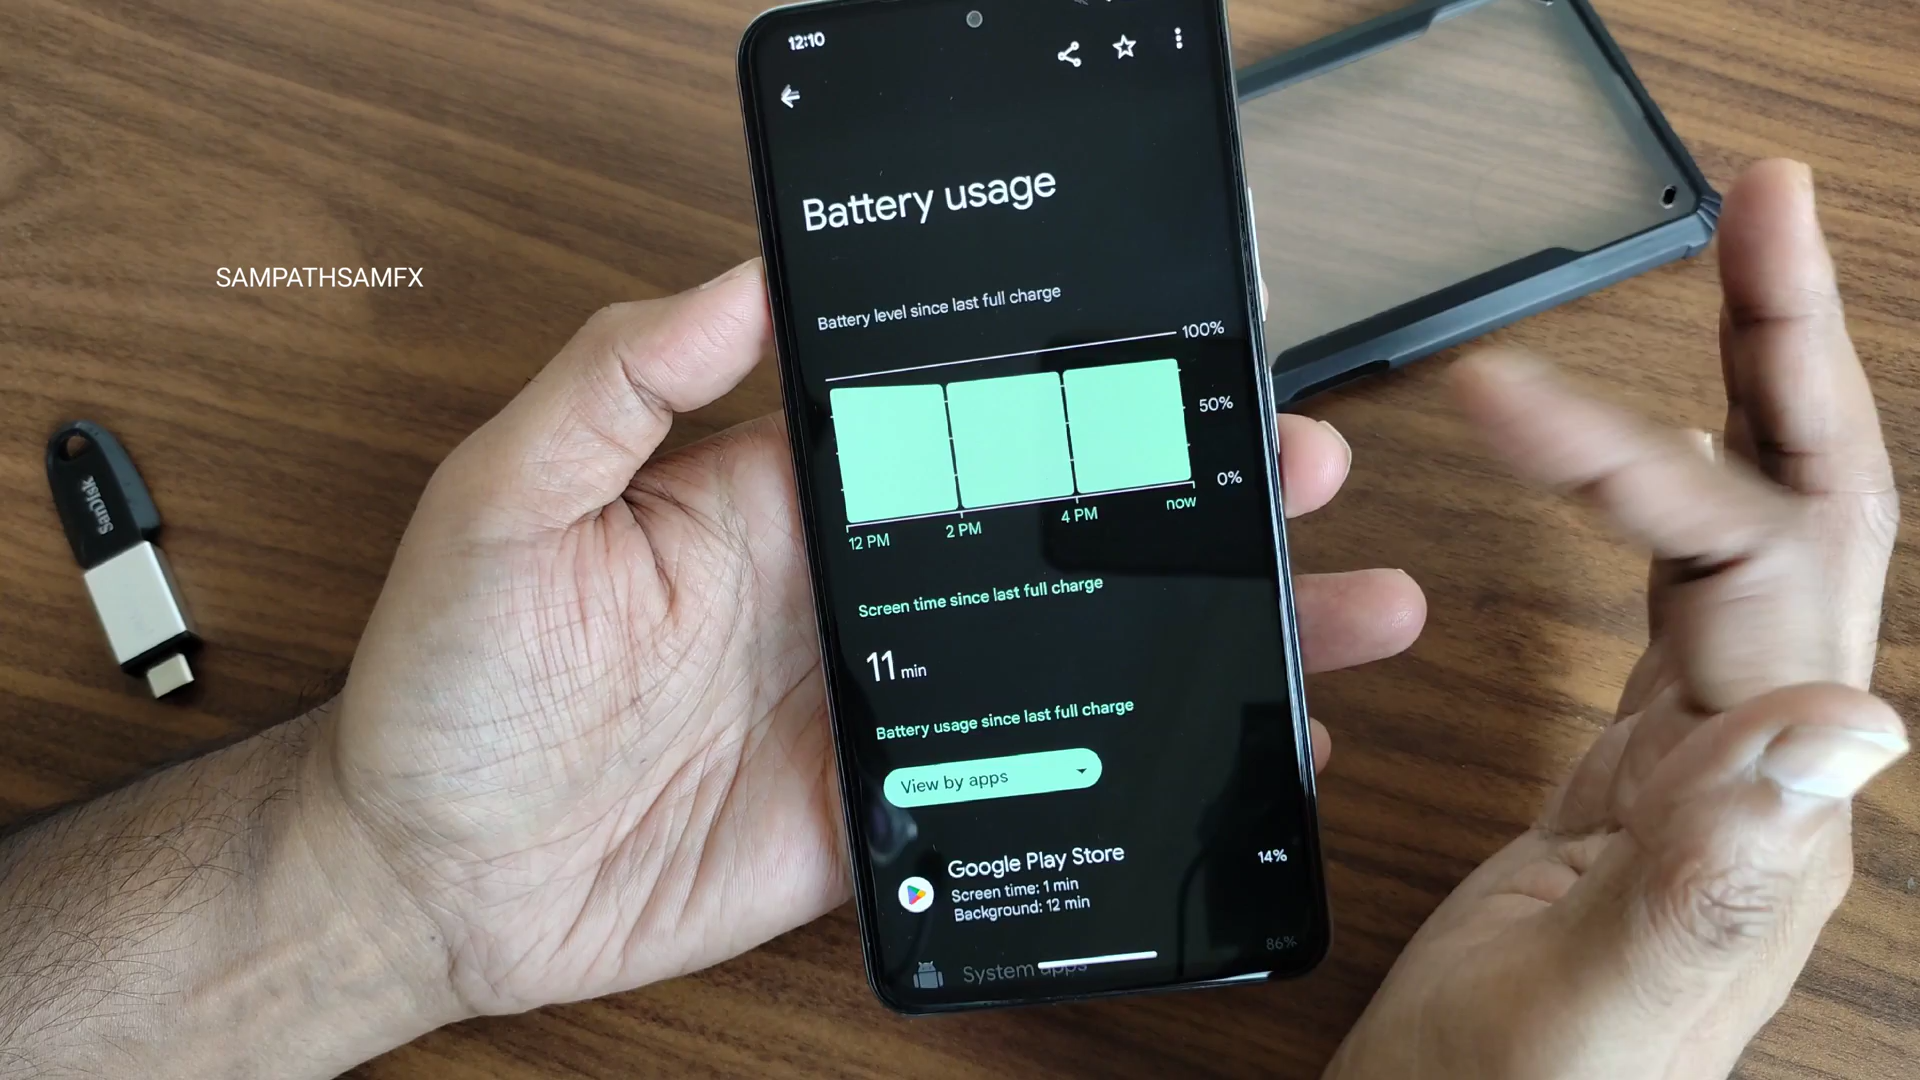 12:10
Battery usage
SAMPATHSAMFX
Battery level since last full charge
100%
50%
0%
12 PM
2 PM
4 PM
now
SanDisk
Screen time since last full charge
11 min
Battery usage since last full charge
View by apps
Google Play Store
14%
Screen time: 1 min
Background: 12 min
86%
System apps